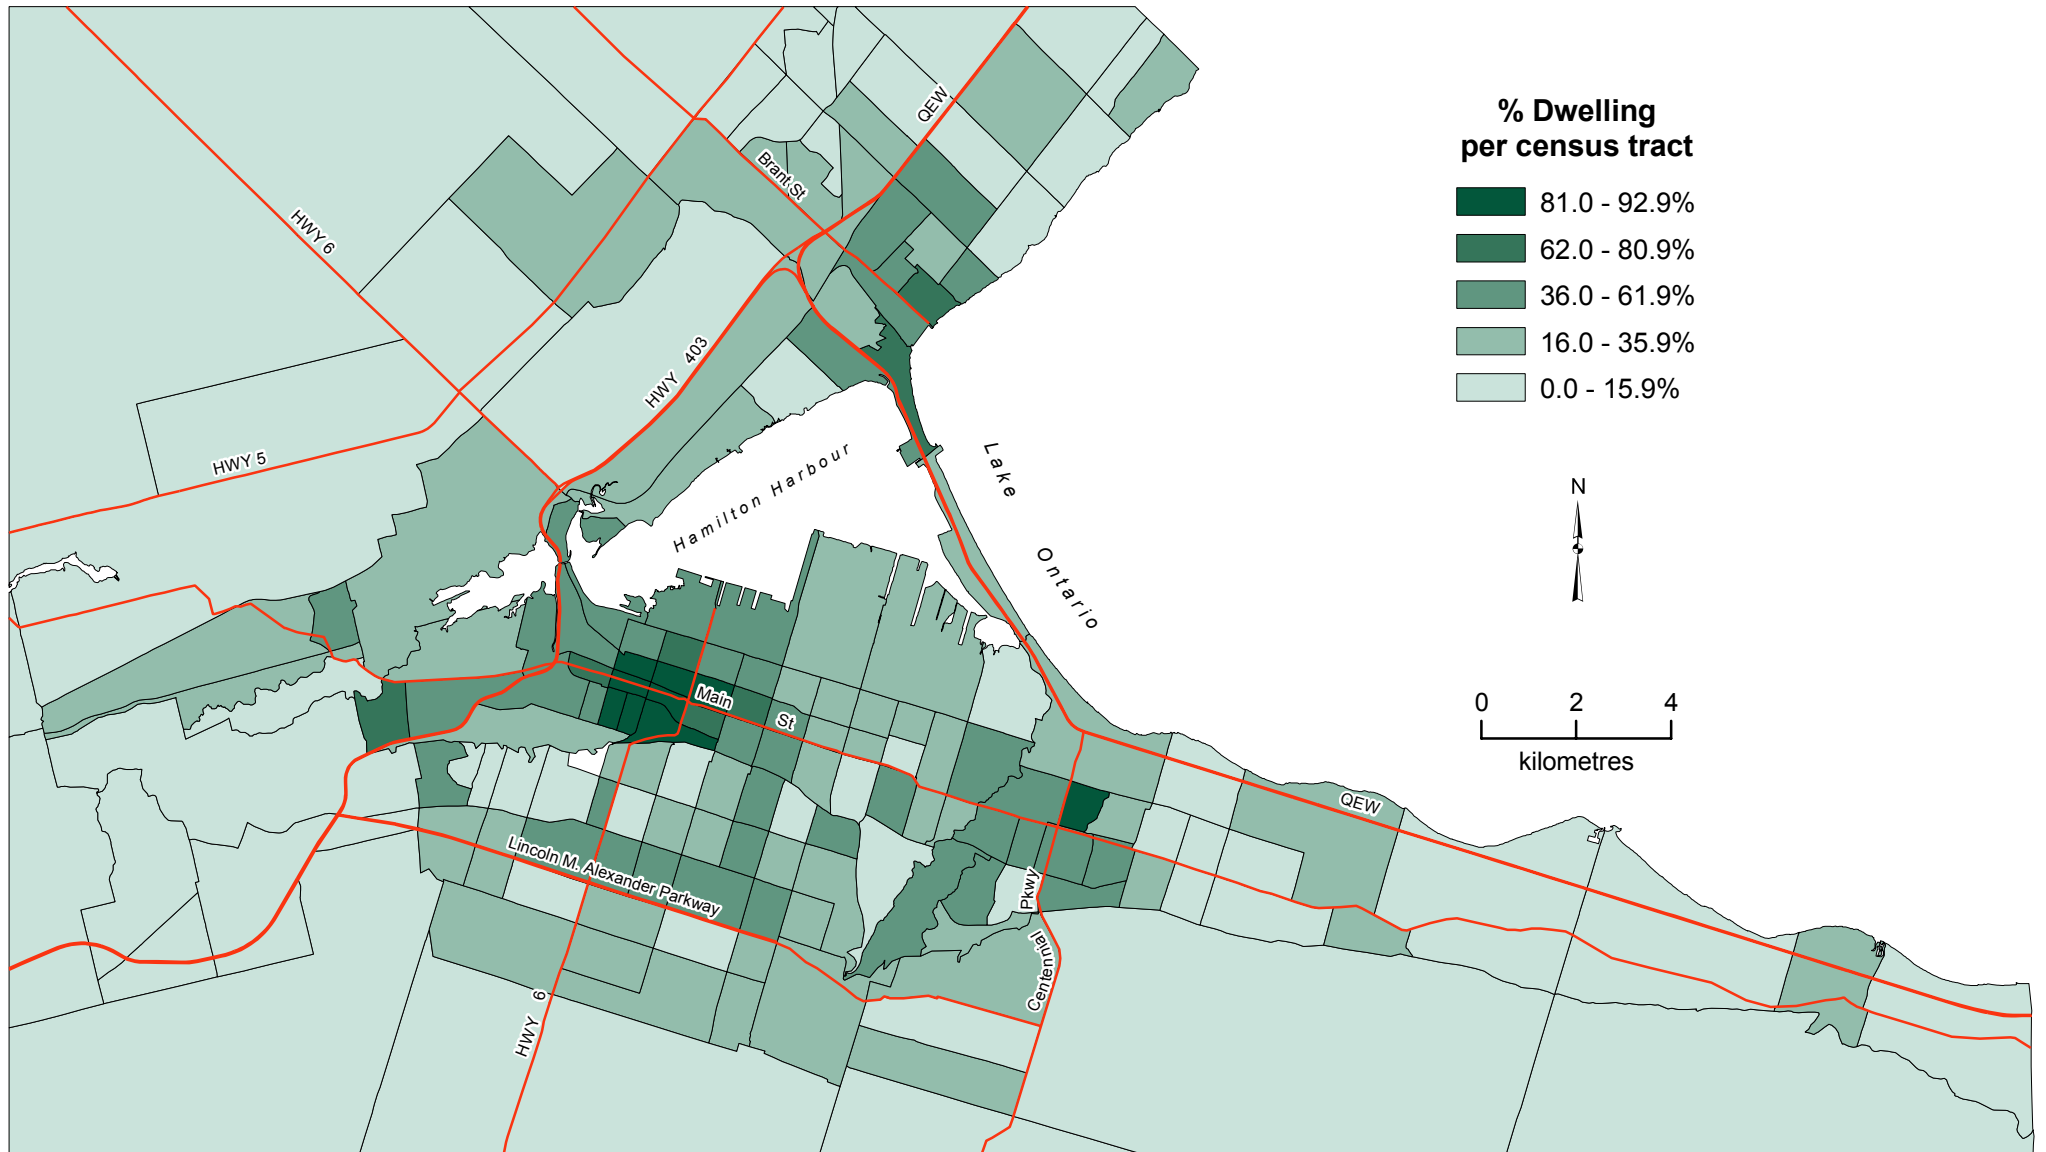 % Dwelling
per census tract
81.0 - 92.9%
62.0 - 80.9%
36.0 - 61.9%
16.0 - 35.9%
0.0 - 15.9%
N
0 2 4
kilometres
QEW
Brant St
HWY 6
HWY 403
HWY 5
Hamilton Harbour
Lake
Ontario
Main St
QEW
Lincoln M. Alexander Parkway
Centennial Pkwy
HWY 6